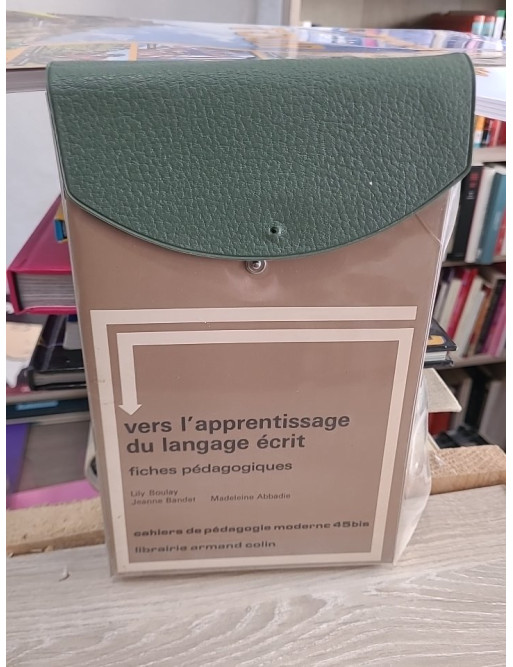 vers l'apprentissage
du langage écrit
fiches pédagogiques
Lily Boulay
Jeanne Bandet Madeleine Abbadie
cahiers de pédagogie moderne 45bis
librairie armand colin